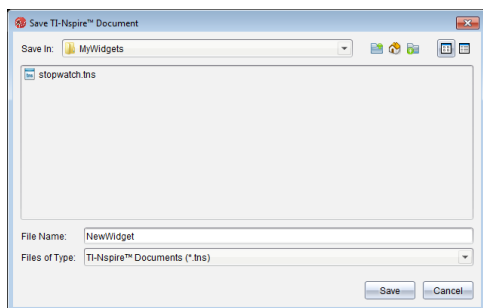 Save TI-Nspire™ Document
Save In: MyWidgets
stopwatch.tns
File Name: NewWidget
Files of Type: TI-Nspire™ Documents (*.tns)
Save Cancel